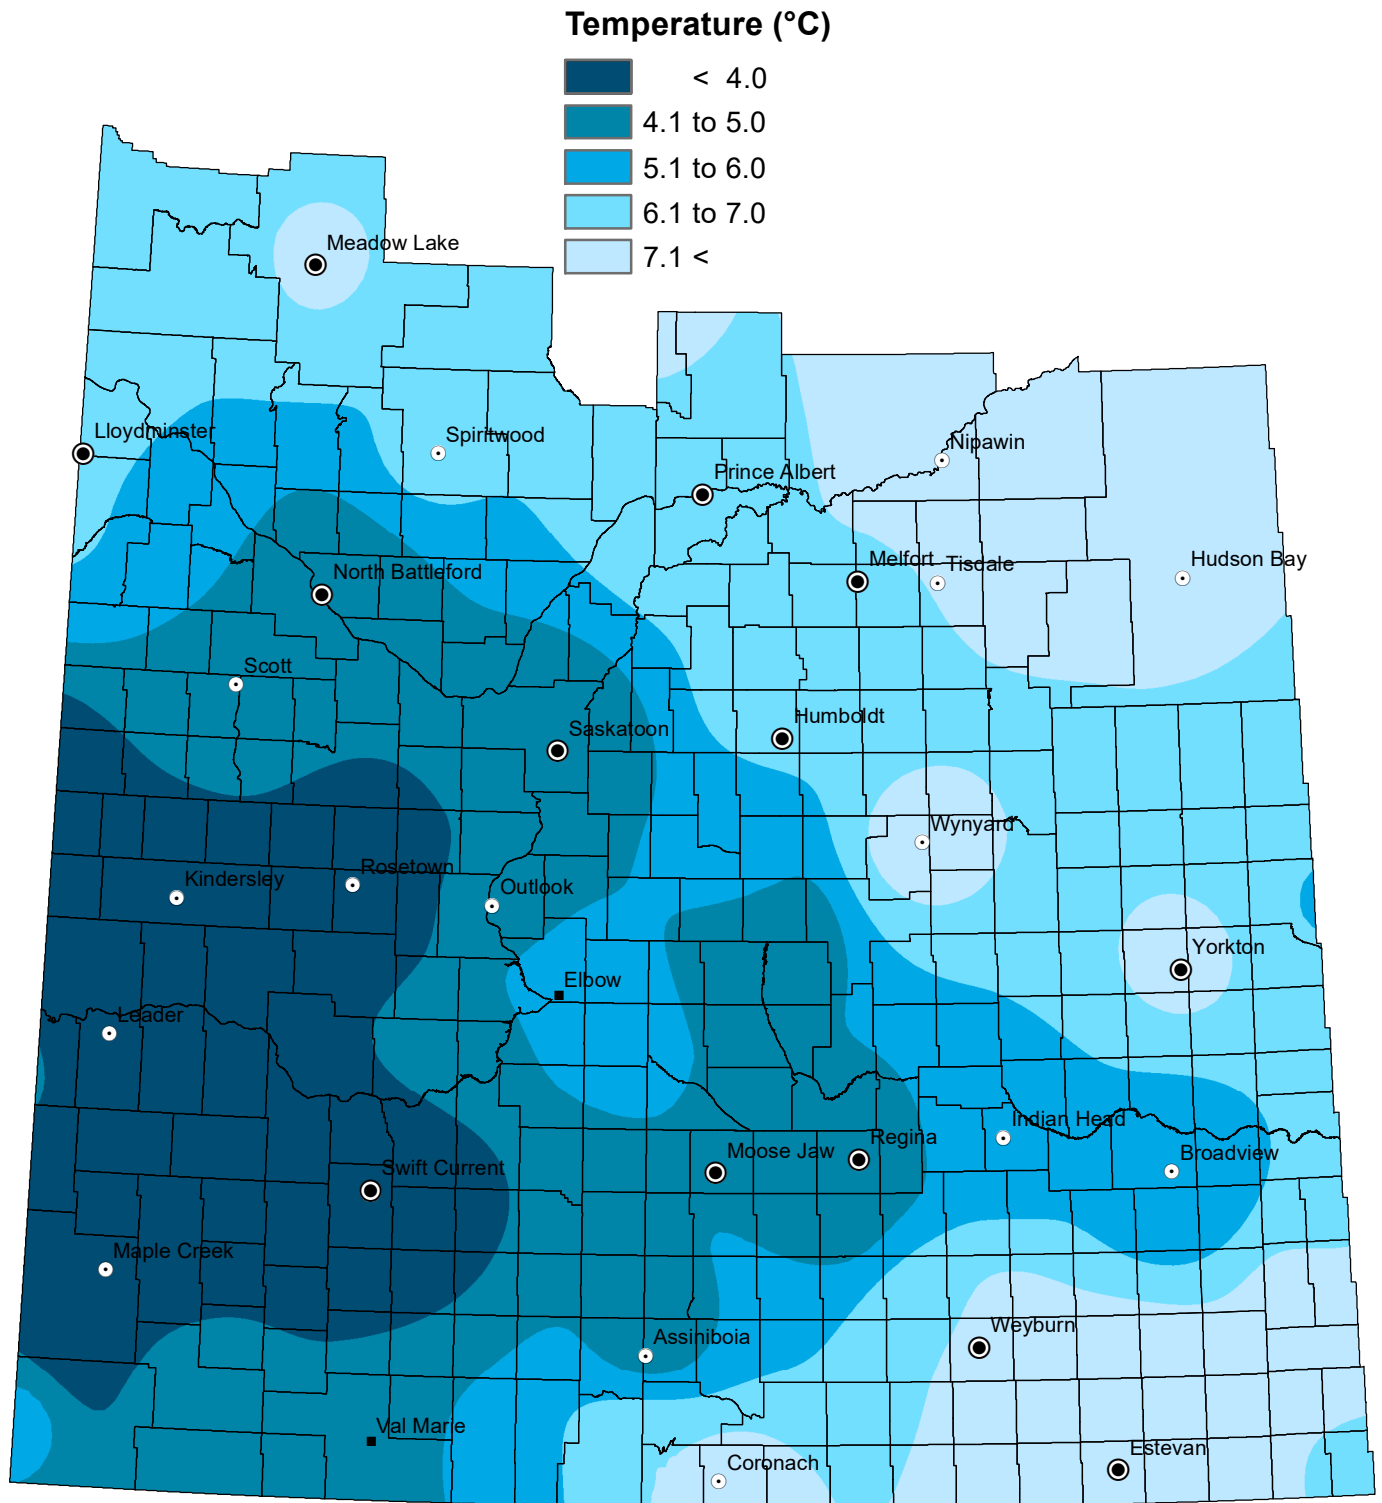 Temperature (°C)
< 4.0
4.1 to 5.0
5.1 to 6.0
6.1 to 7.0
7.1 <
Meadow Lake
Lloydminster
Spiritwood
Nipawin
Prince Albert
Melfort
Tisdale
Hudson Bay
North Battleford
Scott
Humboldt
Saskatoon
Wynyard
Rosetown
Kindersley
Outlook
Yorkton
Elbow
Leader
Indian Head
Regina
Moose Jaw
Broadview
Swift Current
Maple Creek
Weyburn
Assiniboia
Val Marie
Estevan
Coronach